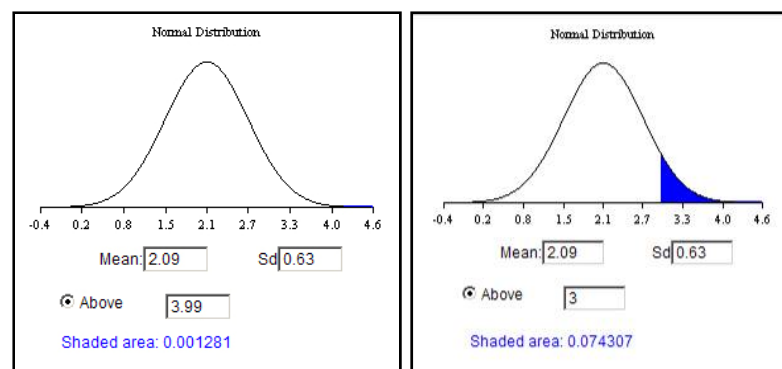 Normal Distribution
-0.4 0.2 0.8 1.5 2.1 2.7 3.3 4.0 4.6
Mean: 2.09 Sd 0.63
Above 3.99
Shaded area: 0.001281
Normal Distribution
-0.4 0.2 0.8 1.5 2.1 2.7 3.3 4.0 4.6
Mean: 2.09 Sd 0.63
Above 3
Shaded area: 0.074307